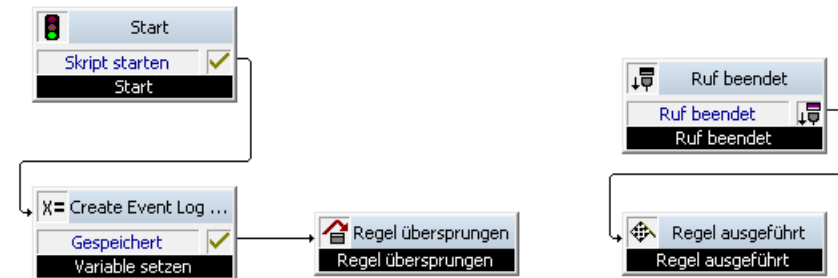 Start
Skript starten
Start
X= Create Event Log ...
Gespeichert
Variable setzen
Regel übersprungen
Regel übersprungen
Ruf beendet
Ruf beendet
Ruf beendet
Regel ausgeführt
Regel ausgeführt